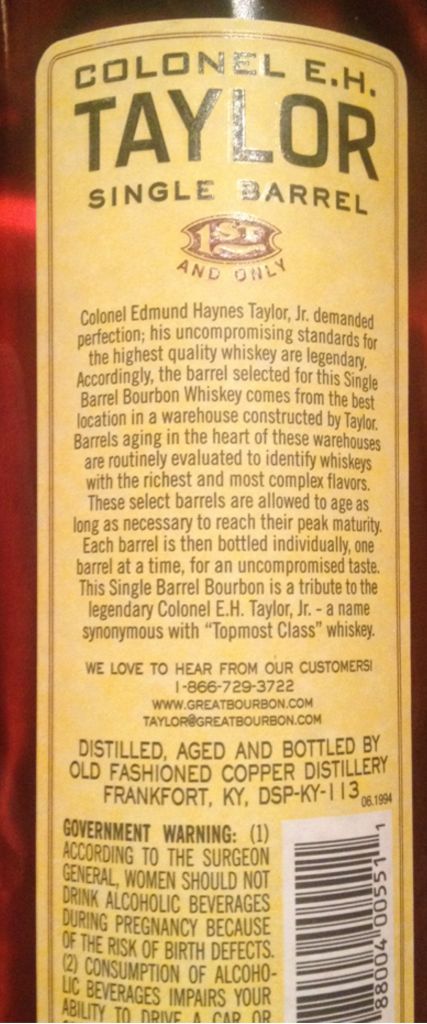 COLONEL E.H.
TAYLOR
SINGLE BARREL
1ST
AND ONLY
Colonel Edmund Haynes Taylor, Jr. demanded
perfection; his uncompromising standards for
the highest quality whiskey are legendary.
Accordingly, the barrel selected for this Single
Barrel Bourbon Whiskey comes from the best
location in a warehouse constructed by Taylor.
Barrels aging in the heart of these warehouses
are routinely evaluated to identify whiskeys
with the richest and most complex flavors.
These select barrels are allowed to age as
long as necessary to reach their peak maturity.
Each barrel is then bottled individually, one
barrel at a time, for an uncompromised taste.
This Single Barrel Bourbon is a tribute to the
legendary Colonel E.H. Taylor, Jr. - a name
synonymous with "Topmost Class" whiskey.
WE LOVE TO HEAR FROM OUR CUSTOMERS!
1-866-729-3722
WWW.GREATBOURBON.COM
TAYLOR@GREATBOURBON.COM
DISTILLED, AGED AND BOTTLED BY
OLD FASHIONED COPPER DISTILLERY
FRANKFORT, KY, DSP-KY-113
06.1994
GOVERNMENT WARNING: (1)
ACCORDING TO THE SURGEON
GENERAL, WOMEN SHOULD NOT
DRINK ALCOHOLIC BEVERAGES
DURING PREGNANCY BECAUSE
OF THE RISK OF BIRTH DEFECTS.
(2) CONSUMPTION OF ALCOHO-
LIC BEVERAGES IMPAIRS YOUR
ABILITY TO DRIVE A CAR OR
88004 00551 1